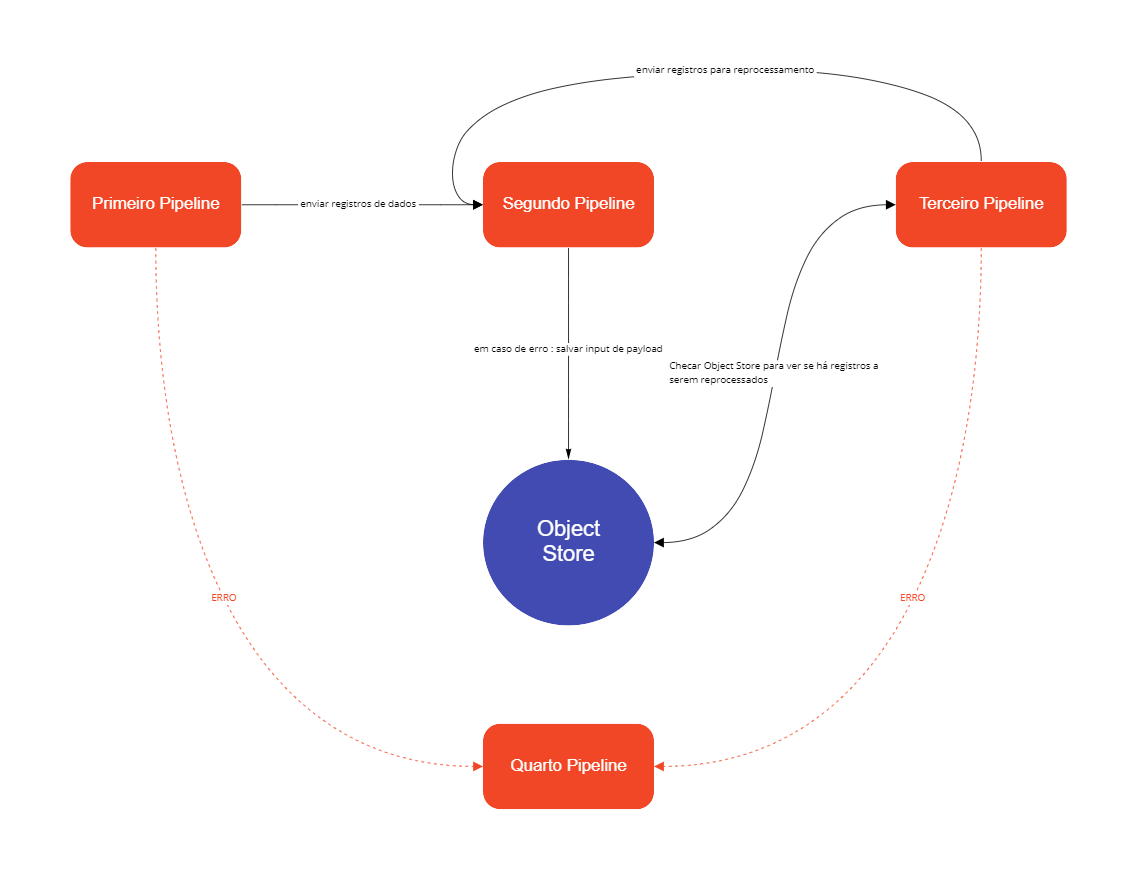 enviar registros para reprocessamento
Primeiro Pipeline
enviar registros de dados
Segundo Pipeline
Terceiro Pipeline
em caso de erro : salvar input de payload
Checar Object Store para ver se há registros a
serem reprocessados
Object
Store
ERRO
ERRO
Quarto Pipeline